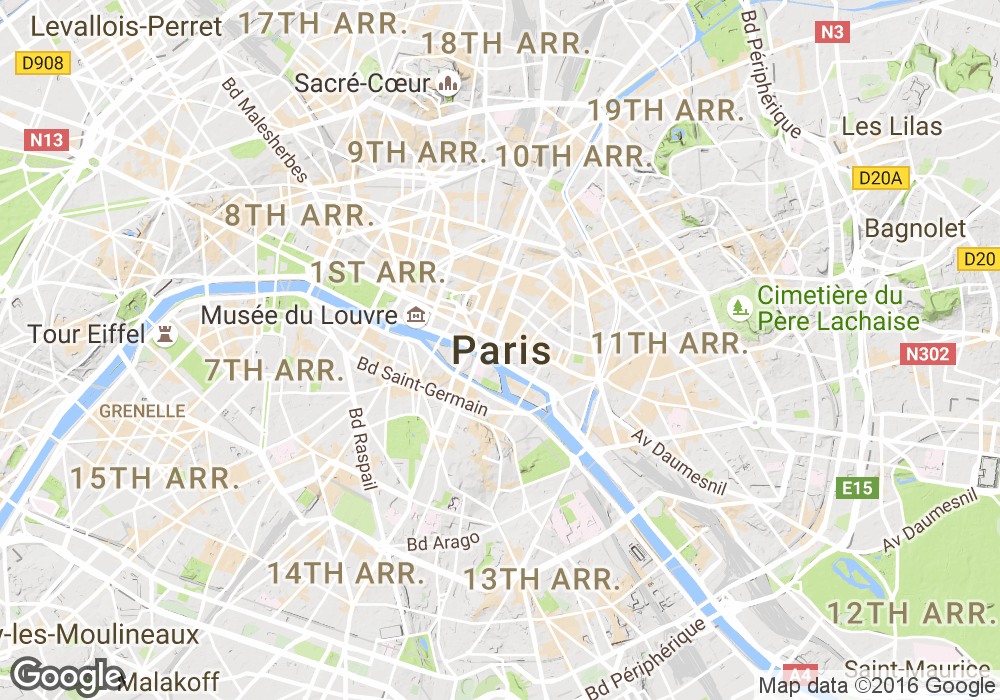 Levallois-Perret
17TH ARR.
18TH ARR.
N3
D908
Sacré-Cœur
Bd Périphérique
Bd Malesherbes
19TH ARR.
Les Lilas
N13
9TH ARR.
10TH ARR.
D20A
8TH ARR.
Bagnolet
1ST ARR.
D20
Cimetière du
Père Lachaise
Musée du Louvre
Tour Eiffel
Paris
11TH ARR.
N302
7TH ARR.
Bd Saint-Germain
GRENELLE
Bd Raspail
Av Daumesnil
15TH ARR.
E15
Av Daumesnil
Bd Arago
14TH ARR.
13TH ARR.
12TH ARR.
y-les-Moulineaux
Bd Périphérique
A4
Saint-Maurice
Google
Malakoff
Map data ©2016 Google